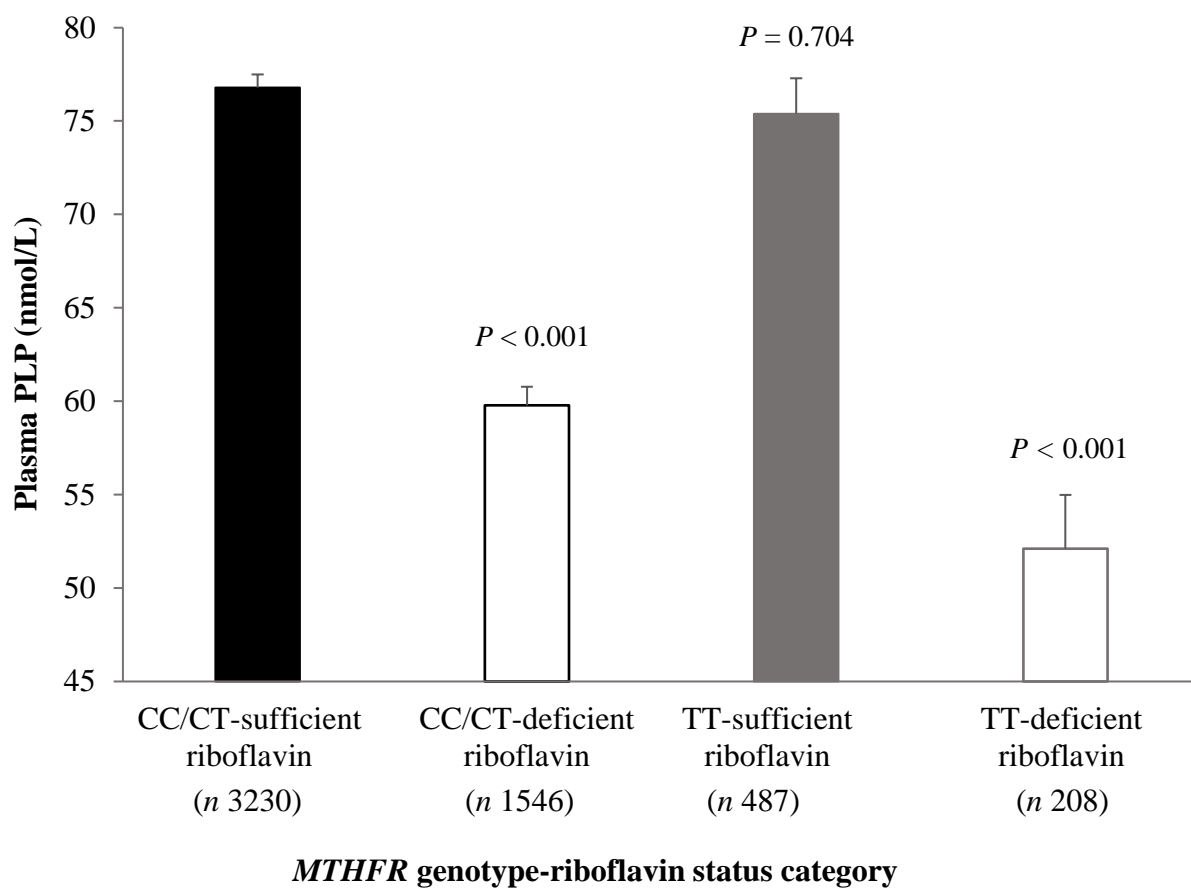 80
75
70
65
60
55
50
45
Plasma PLP (nmol/L)
P = 0.704
P < 0.001
P < 0.001
CC/CT-sufficient
riboflavin
(n 3230)
CC/CT-deficient
riboflavin
(n 1546)
TT-sufficient
riboflavin
(n 487)
TT-deficient
riboflavin
(n 208)
MTHFR genotype-riboflavin status category